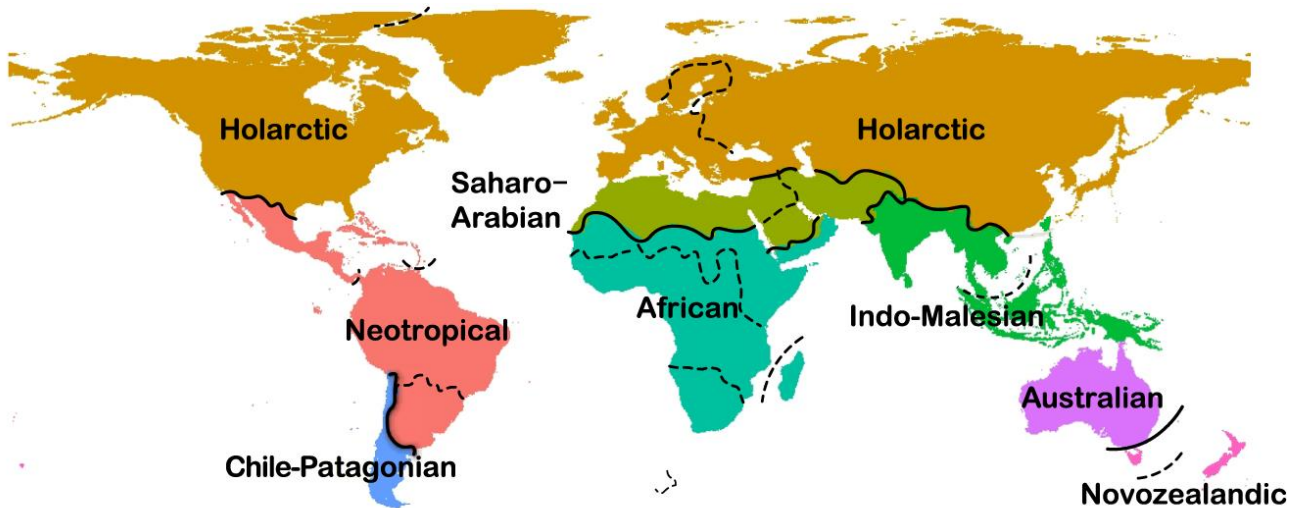 Holarctic
Holarctic
Saharo–
Arabian
African
Indo-Malesian
Neotropical
Australian
Chile-Patagonian
Novozealandic